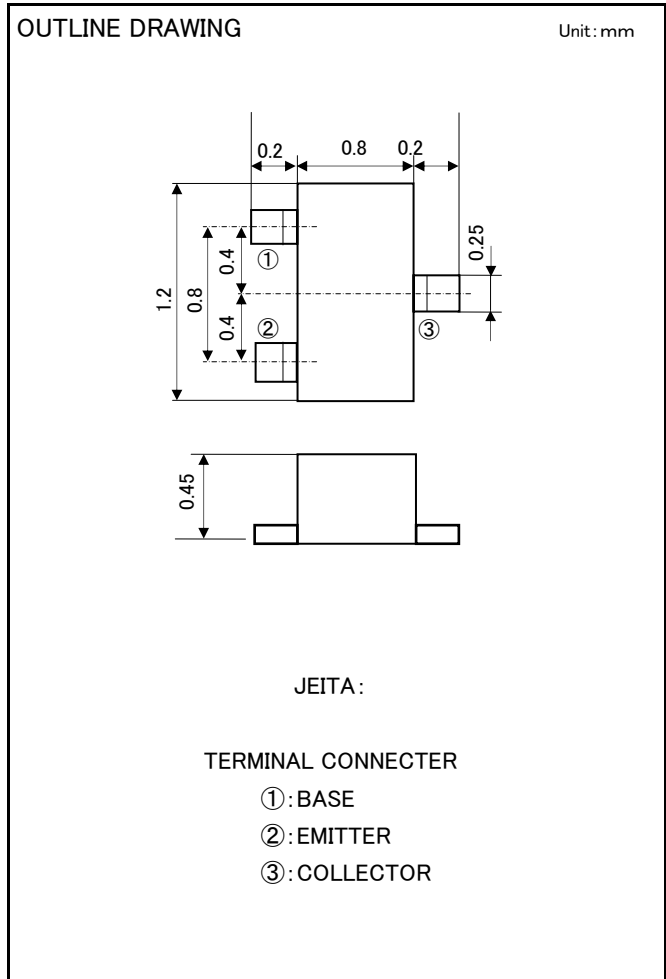 OUTLINE DRAWING
Unit:mm
0.2 0.8 0.2
0.25
①
0.4
1.2
0.8
0.4
②
③
0.45
JEITA:
TERMINAL CONNECTER
①:BASE
②:EMITTER
③:COLLECTOR